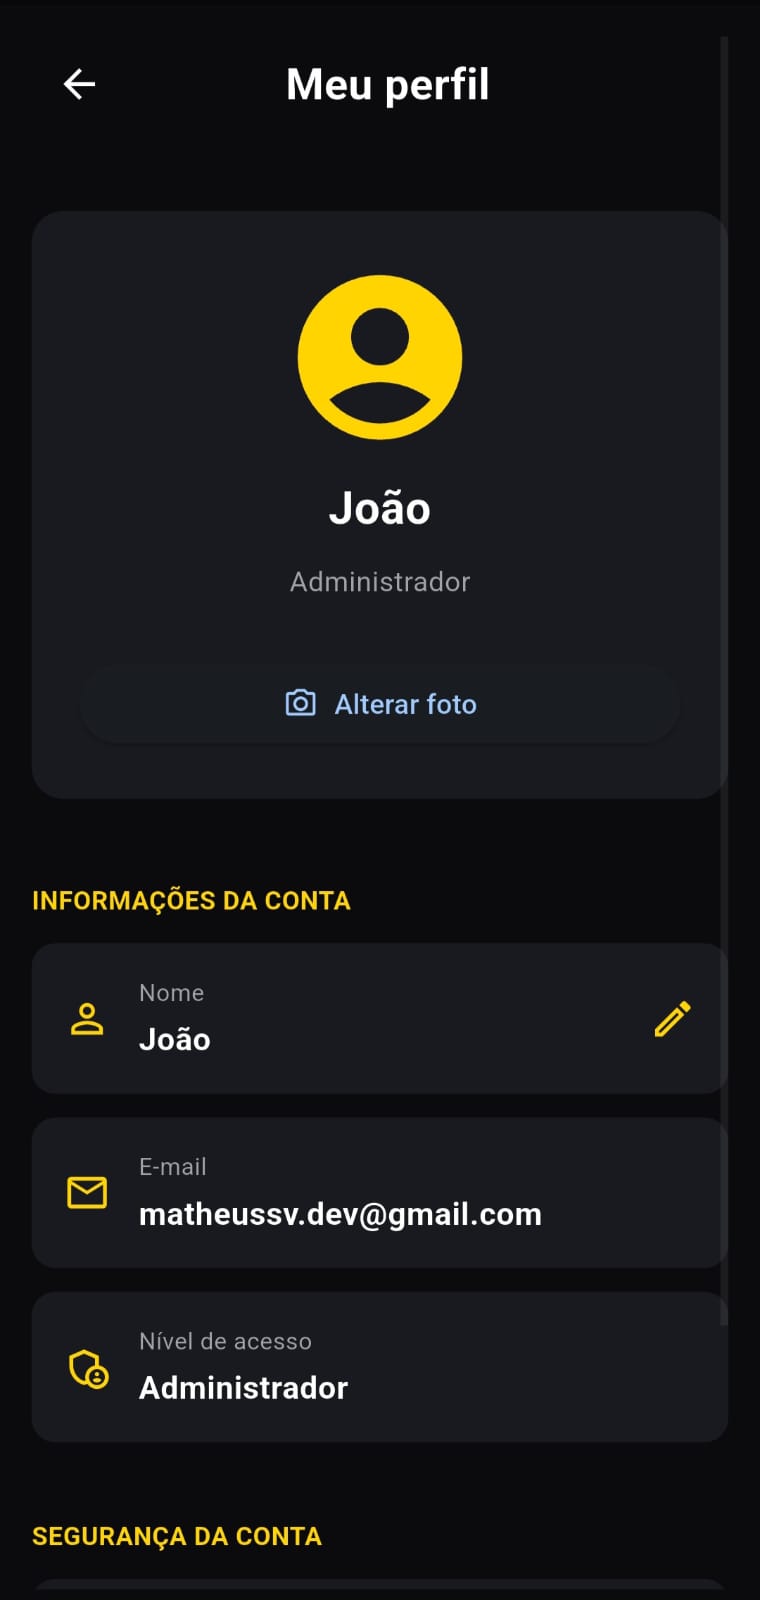 Meu perfil
João
Administrador
Alterar foto
INFORMAÇÕES DA CONTA
Nome
João
E-mail
matheussv.dev@gmail.com
Nível de acesso
Administrador
SEGURANÇA DA CONTA